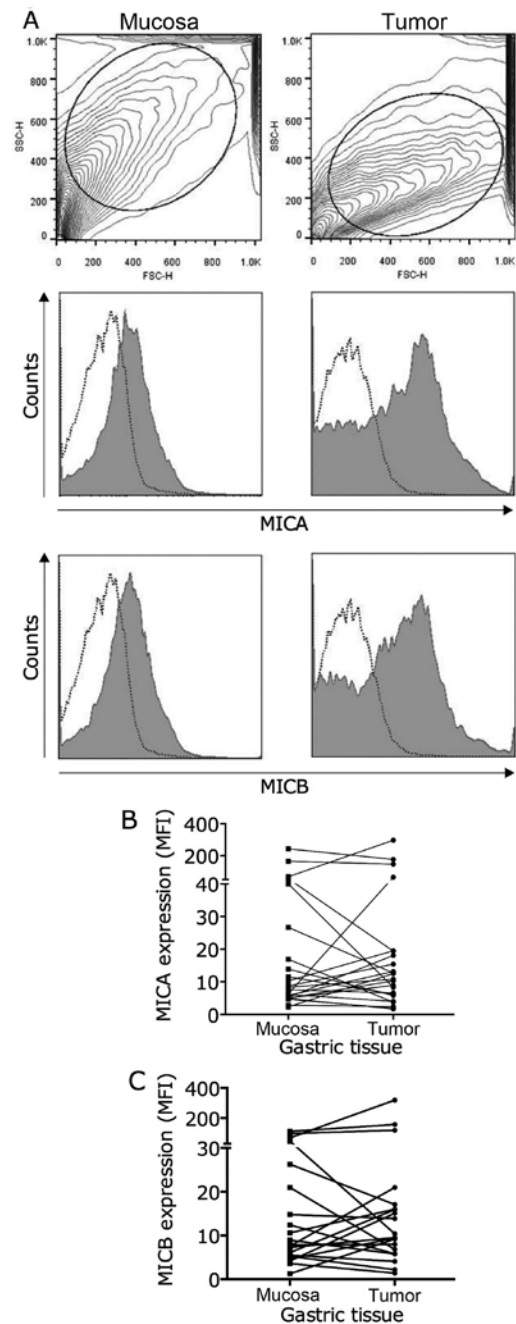 A
Mucosa
Tumor
1.0K
800
600
400
200
0
SSC-H
0 200 400 600 800 1.0K
FSC-H
1.0K
800
600
400
200
0
SSC-H
0 200 400 600 800 1.0K
FSC-H
Counts
MICA
Counts
MICB
B
MICA expression (MFI)
400
200
40
30
20
10
0
Mucosa Tumor
Gastric tissue
C
MICB expression (MFI)
400
200
30
20
10
0
Mucosa Tumor
Gastric tissue